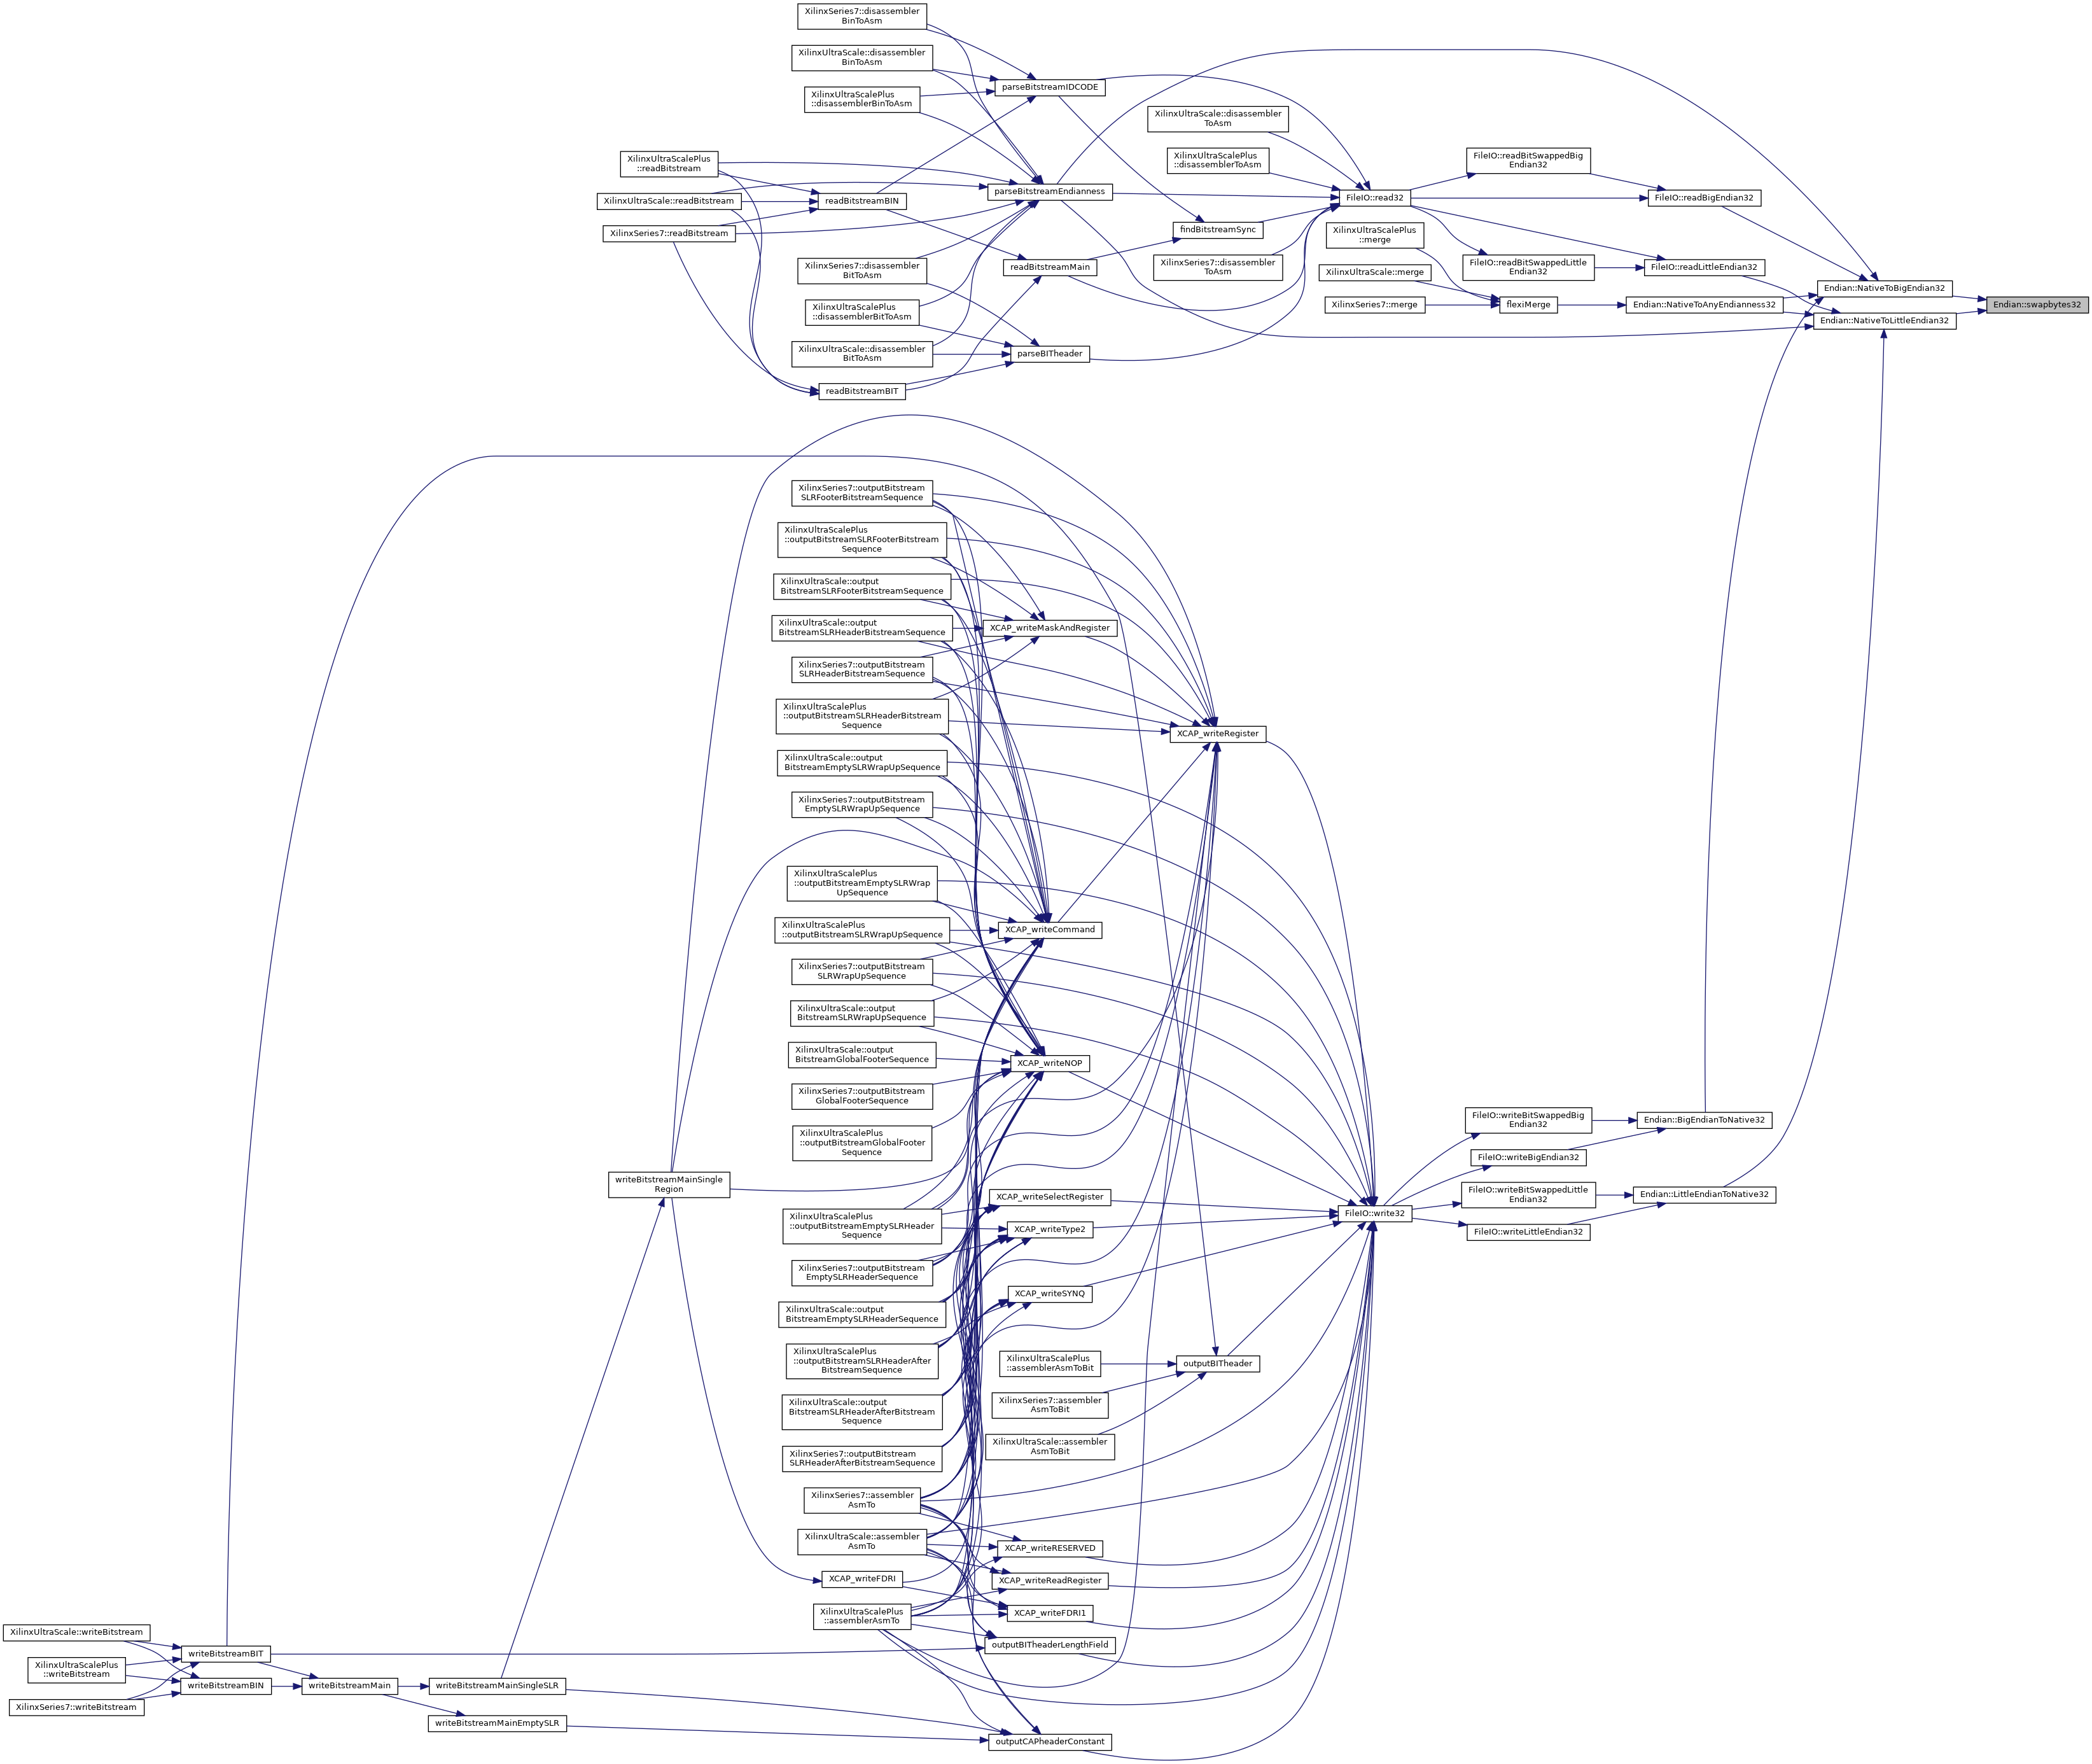 XilinxSeries7::disassembler
BinToAsm
XilinxUltraScale::disassembler
BinToAsm
XilinxUltraScalePlus
::disassemblerBinToAsm
parseBitstreamIDCODE
XilinxUltraScale::disassembler
ToAsm
XilinxUltraScalePlus
::disassemblerToAsm
FileIO::readBitSwappedBig
Endian32
XilinxUltraScalePlus
::readBitstream
XilinxUltraScale::readBitstream
XilinxSeries7::readBitstream
readBitstreamBIN
parseBitstreamEndianness
FileIO::read32
FileIO::readBigEndian32
findBitstreamSync
XilinxUltraScalePlus
::merge
XilinxSeries7::disassembler
BitToAsm
readBitstreamMain
XilinxSeries7::disassembler
ToAsm
XilinxUltraScale::merge
FileIO::readBitSwappedLittle
Endian32
FileIO::readLittleEndian32
XilinxUltraScalePlus
::disassemblerBitToAsm
XilinxSeries7::merge
flexiMerge
Endian::NativeToAnyEndianness32
Endian::NativeToBigEndian32
Endian::NativeToLittleEndian32
Endian::swapbytes32
XilinxUltraScale::disassembler
BitToAsm
parseBITheader
readBitstreamBIT
XilinxSeries7::outputBitstream
SLRFooterBitstreamSequence
XilinxUltraScalePlus
::outputBitstreamSLRFooterBitstream
Sequence
XilinxUltraScale::output
BitstreamSLRFooterBitstreamSequence
XilinxUltraScale::output
BitstreamSLRHeaderBitstreamSequence
XCAP_writeMaskAndRegister
XilinxSeries7::outputBitstream
SLRHeaderBitstreamSequence
XilinxUltraScalePlus
::outputBitstreamSLRHeaderBitstream
Sequence
XCAP_writeRegister
XilinxUltraScale::output
BitstreamEmptySLRWrapUpSequence
XilinxSeries7::outputBitstream
EmptySLRWrapUpSequence
XilinxUltraScalePlus
::outputBitstreamEmptySLRWrap
UpSequence
XilinxUltraScalePlus
::outputBitstreamSLRWrapUpSequence
XCAP_writeCommand
XilinxSeries7::outputBitstream
SLRWrapUpSequence
XilinxUltraScale::output
BitstreamSLRWrapUpSequence
XilinxUltraScale::output
BitstreamGlobalFooterSequence
XCAP_writeNOP
XilinxSeries7::outputBitstream
GlobalFooterSequence
XilinxUltraScalePlus
::outputBitstreamGlobalFooter
Sequence
FileIO::writeBitSwappedBig
Endian32
Endian::BigEndianToNative32
FileIO::writeBigEndian32
writeBitstreamMainSingle
Region
XCAP_writeSelectRegister
FileIO::writeBitSwappedLittle
Endian32
Endian::LittleEndianToNative32
FileIO::write32
FileIO::writeLittleEndian32
XilinxUltraScalePlus
::outputBitstreamEmptySLRHeader
Sequence
XCAP_writeType2
XilinxSeries7::outputBitstream
EmptySLRHeaderSequence
XCAP_writeSYNQ
XilinxUltraScale::output
BitstreamEmptySLRHeaderSequence
XilinxUltraScalePlus
::outputBitstreamSLRHeaderAfter
BitstreamSequence
XilinxUltraScalePlus
::assemblerAsmToBit
outputBITheader
XilinxSeries7::assembler
AsmToBit
XilinxUltraScale::output
BitstreamSLRHeaderAfterBitstream
Sequence
XilinxUltraScale::assembler
AsmToBit
XilinxSeries7::outputBitstream
SLRHeaderAfterBitstreamSequence
XilinxSeries7::assembler
AsmTo
XilinxUltraScale::assembler
AsmTo
XCAP_writeRESERVED
XCAP_writeFDRI
XCAP_writeReadRegister
XilinxUltraScalePlus
::assemblerAsmTo
XCAP_writeFDRI1
XilinxUltraScale::writeBitstream
outputBITheaderLengthField
writeBitstreamBIT
XilinxUltraScalePlus
::writeBitstream
writeBitstreamBIN
writeBitstreamMain
writeBitstreamMainSingleSLR
XilinxSeries7::writeBitstream
writeBitstreamMainEmptySLR
outputCAPheaderConstant